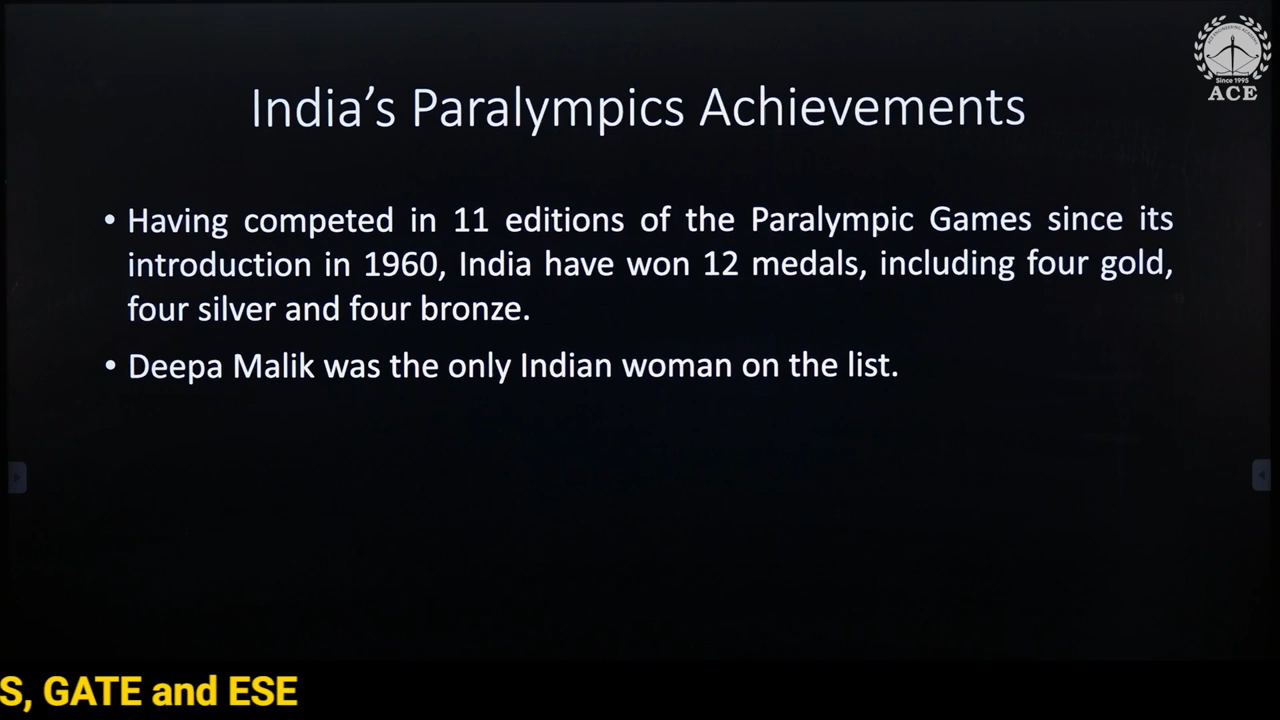 India's Paralympics Achievements
• Having competed in 11 editions of the Paralympic Games since its
introduction in 1960, India have won 12 medals, including four gold,
four silver and four bronze.
• Deepa Malik was the only Indian woman on the list.
Since 1995
ACE
S, GATE and ESE